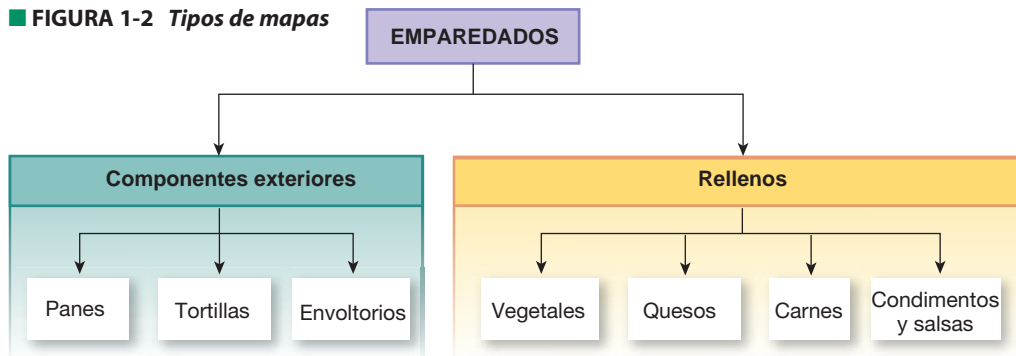 FIGURA 1-2 Tipos de mapas
EMPAREDADOS
Componentes exteriores
Rellenos
Panes
Tortillas
Envoltorios
Vegetales
Quesos
Carnes
Condimentos
y salsas